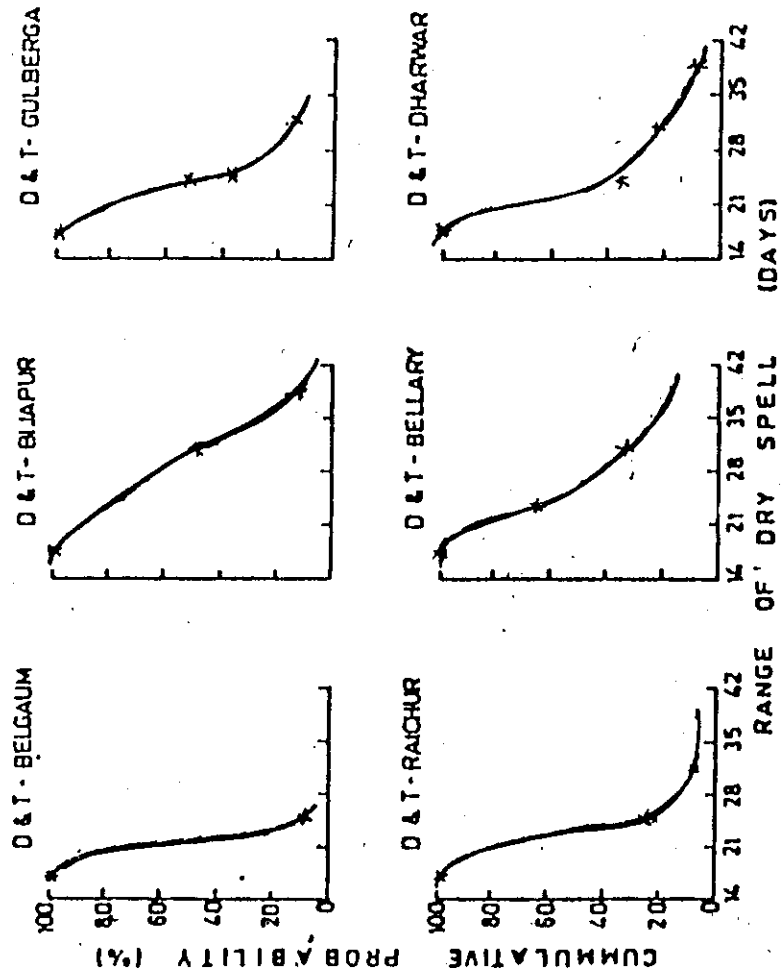 D & T - BELGAUM
D & T - BIJAPUR
D & T - GULBERGA
100
80
60
40
20
0
D & T - RAICHUR
D & T - BELLARY
D & T - DHARWAR
100
80
60
40
20
0
14 21 28 35 42
14 21 28 35 42
14 21 28 35 42
CUMMULATIVE PROBABILITY (%)
RANGE OF DRY SPELL (DAYS)